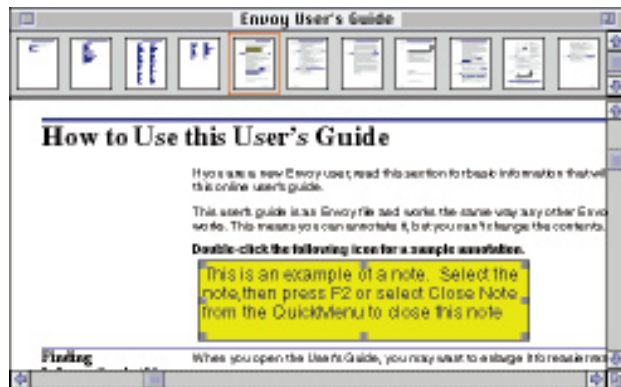 Envoy User's Guide
How to Use this User's Guide
If you are a new Envoy user, read this section for basic information that will
this online user's guide.
This user's guide is an Envoy file and works the same way any other Envo
works. This means you can annotate it, but you can't change the contents.
Double-click the following icon for a sample annotation.
This is an example of a note. Select the
note, then press F2 or select Close Note
from the QuickMenu to close this note
Finding
When you open the User's Guide, you may want to enlarge it for easier